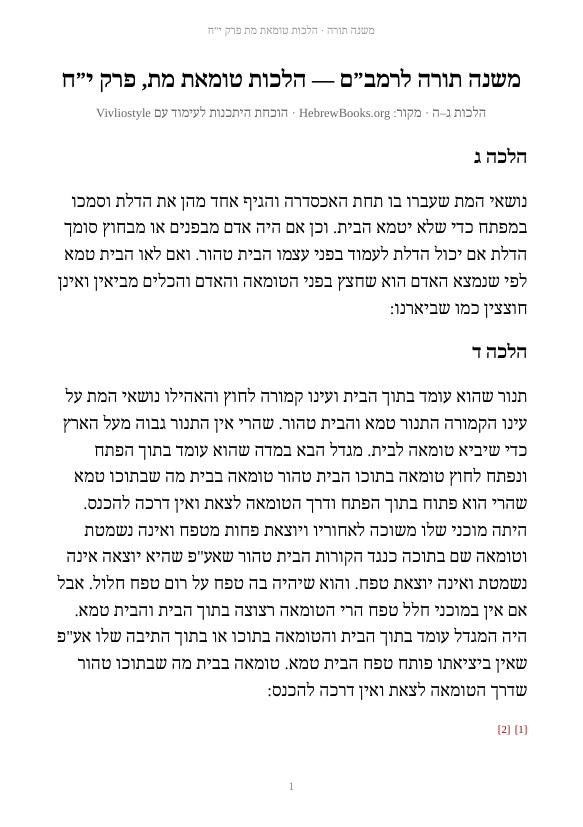 משנה תורה · הלכות טומאת מת פרק י״ח
משנה תורה לרמב״ם — הלכות טומאת מת, פרק י״ח
הלכות ג–ה · מקור: HebrewBooks.org · הוכחת היתכנות לעימוד עם Vivliostyle
הלכה ג
נושאי המת שעברו בו תחת האכסדרה והגיף אחד מהן את הדלת וסמכו
במפתח כדי שלא יטמא הבית. וכן אם היה אדם מבפנים או מבחוץ סומך
הדלת אם יכול הדלת לעמוד בפני עצמו הבית טהור. ואם לאו הבית טמא
לפי שנמצא האדם הוא שחצץ בפני הטומאה והאדם והכלים מביאין ואינן
חוצצין כמו שביארנו:
הלכה ד
תנור שהוא עומד בתוך הבית ועינו קמורה לחוץ והאהילו נושאי המת על
עינו הקמורה התנור טמא והבית טהור. שהרי אין התנור גבוה מעל הארץ
כדי שיביא טומאה לבית. מגדל הבא במדה שהוא עומד בתוך הפתח
ונפתח לחוץ טומאה בתוכו הבית טהור טומאה בבית מה שבתוכו טמא
שהרי הוא פתוח בתוך הפתח ודרך הטומאה לצאת ואין דרכה להכנס.
היתה מוכני שלו משוכה לאחוריו ויוצאת פחות מטפח ואינה נשמטת
וטומאה שם בתוכה כנגד הקורות הבית טהור שאע"פ שהיא יוצאה אינה
נשמטת ואינה יוצאת טפח. והוא שיהיה בה טפח על רום טפח חלול. אבל
אם אין במוכני חלל טפח הרי הטומאה רצוצה בתוך הבית והבית טמא.
היה המגדל עומד בתוך הבית והטומאה בתוכו או בתוך התיבה שלו אע"פ
שאין ביציאתו פותח טפח הבית טמא. טומאה בבית מה שבתוכו טהור
שדרך הטומאה לצאת ואין דרכה להכנס:
[1] [2]
1